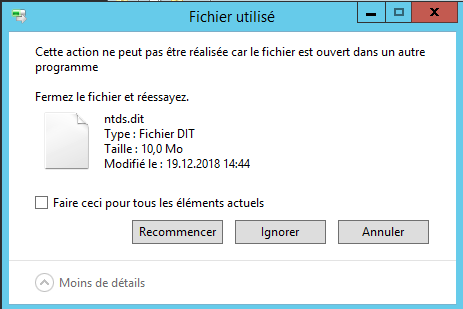 Fichier utilisé
Cette action ne peut pas être réalisée car le fichier est ouvert dans un autre
programme
Fermez le fichier et réessayez.
ntds.dit
Type : Fichier DIT
Taille : 10,0 Mo
Modifié le : 19.12.2018 14:44
Faire ceci pour tous les éléments actuels
Recommencer
Ignorer
Annuler
Moins de détails